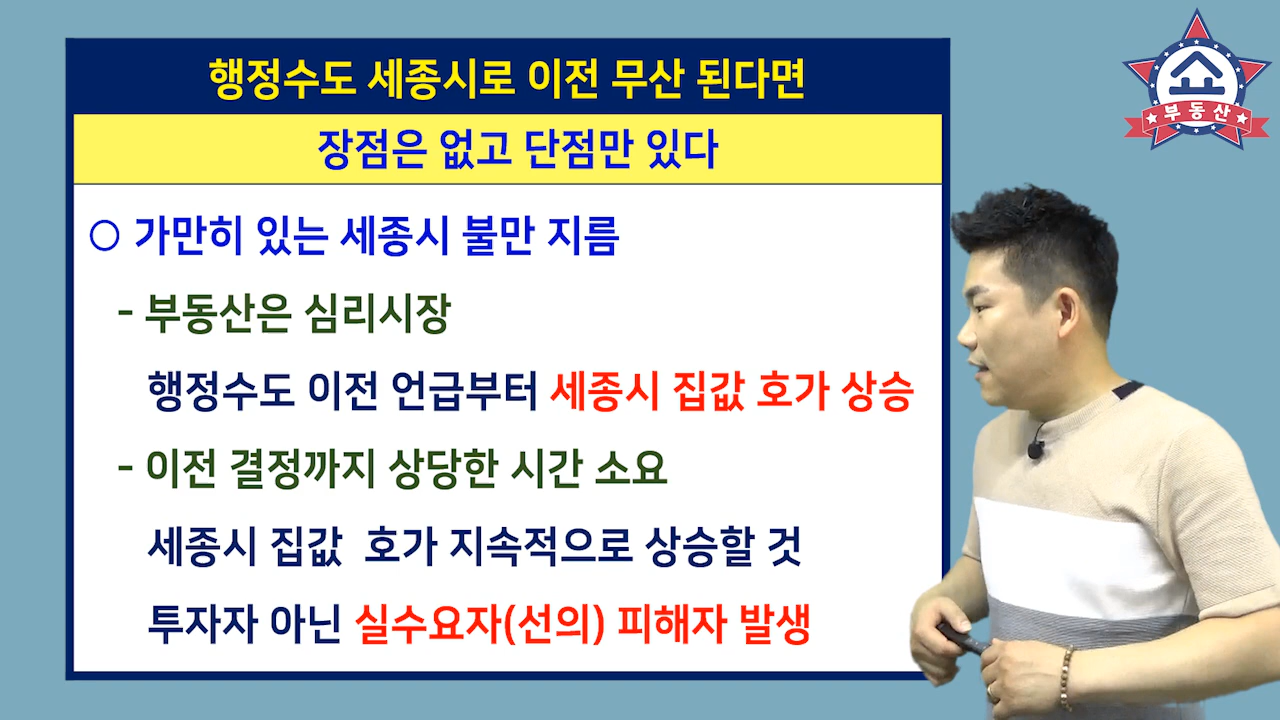 행정수도 세종시로 이전 무산 된다면
장점은 없고 단점만 있다
○ 가만히 있는 세종시 불만 지름
- 부동산은 심리시장
행정수도 이전 언급부터 세종시 집값 호가 상승
- 이전 결정까지 상당한 시간 소요
세종시 집값 호가 지속적으로 상승할 것
투자자 아닌 실수요자(선의) 피해자 발생
쇼
부동산